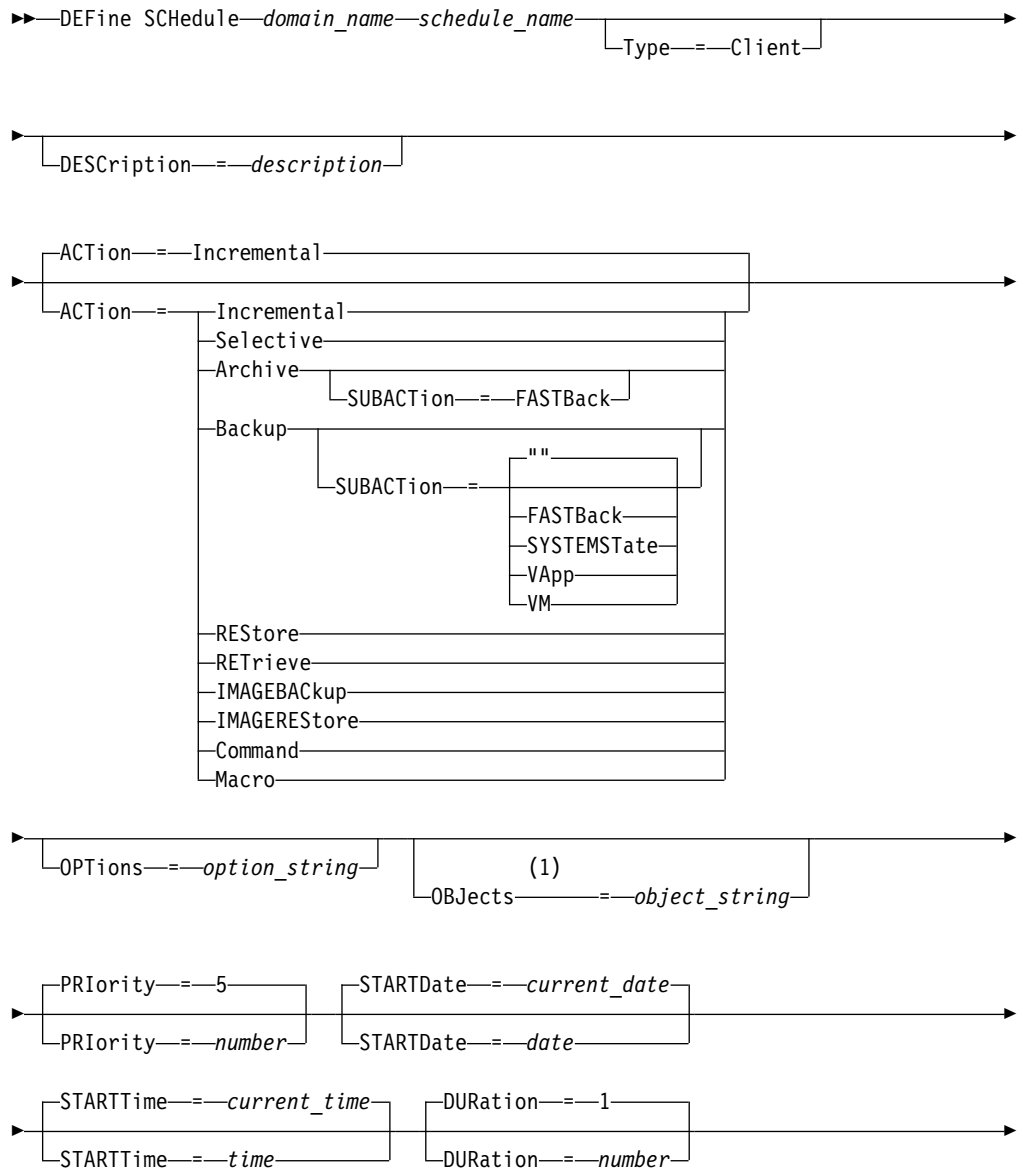 DEFine SCHedule domain_name schedule_name
Type = Client
DESCription = description
ACTion = Incremental
ACTion = Incremental
Selective
Archive
SUBACTion = FASTBack
Backup
""
SUBACTion =
FASTBack
SYSTEMSTate
VApp
VM
REStore
RETrieve
IMAGEBACkup
IMAGEREStore
Command
Macro
OPTions = option_string
(1)
OBJects = object_string
PRIority = 5 STARTDate = current_date
PRIority = number STARTDate = date
STARTTime = current_time DURation = 1
STARTTime = time DURation = number